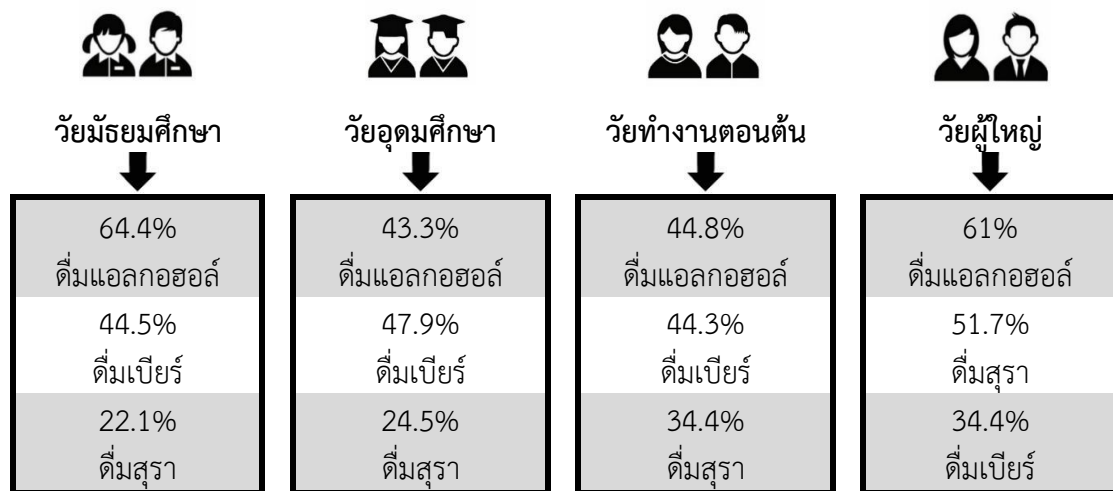 วัยมัธยมศึกษา
วัยอุดมศึกษา
วัยทำงานตอนต้น
วัยผู้ใหญ่
64.4%
ดื่มแอลกอฮอล์
44.5%
ดื่มเบียร์
22.1%
ดื่มสุรา
43.3%
ดื่มแอลกอฮอล์
47.9%
ดื่มเบียร์
24.5%
ดื่มสุรา
44.8%
ดื่มแอลกอฮอล์
44.3%
ดื่มเบียร์
34.4%
ดื่มสุรา
61%
ดื่มแอลกอฮอล์
51.7%
ดื่มสุรา
34.4%
ดื่มเบียร์